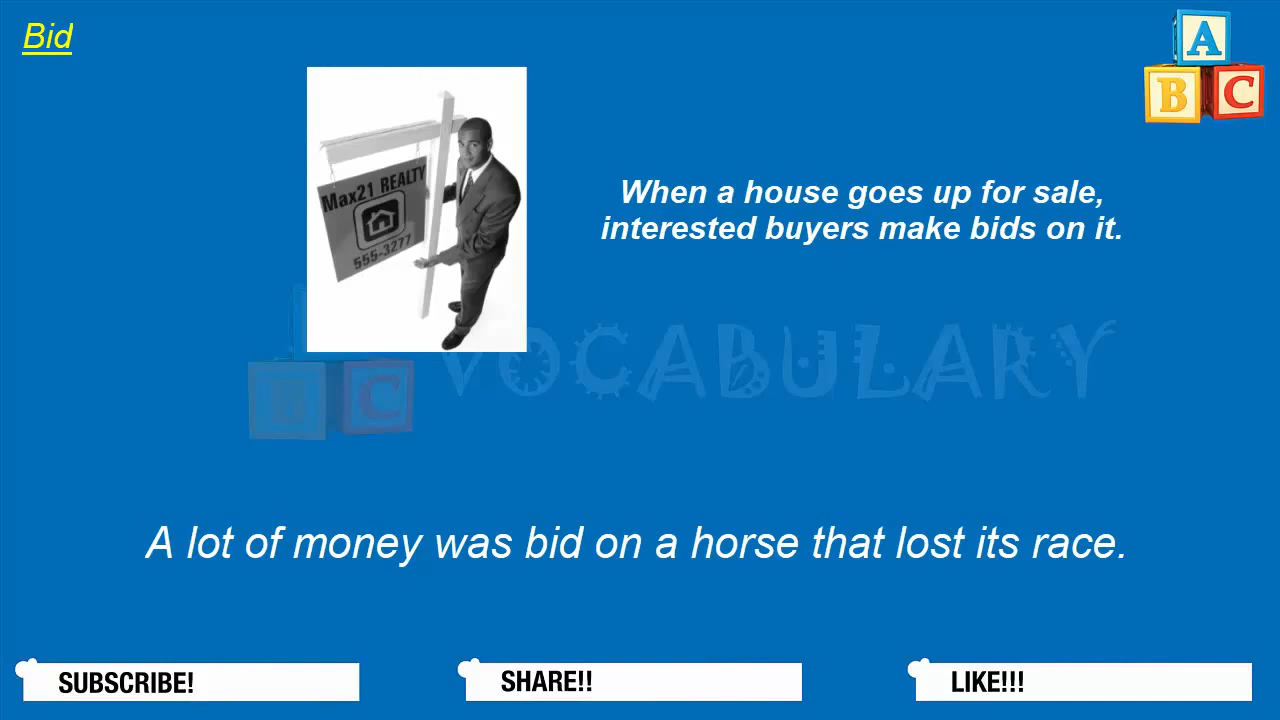 Bid
A
B C
Max21 REALTY
555-3277
When a house goes up for sale,
interested buyers make bids on it.
B C VOCABULARY
A lot of money was bid on a horse that lost its race.
SUBSCRIBE!
SHARE!!
LIKE!!!